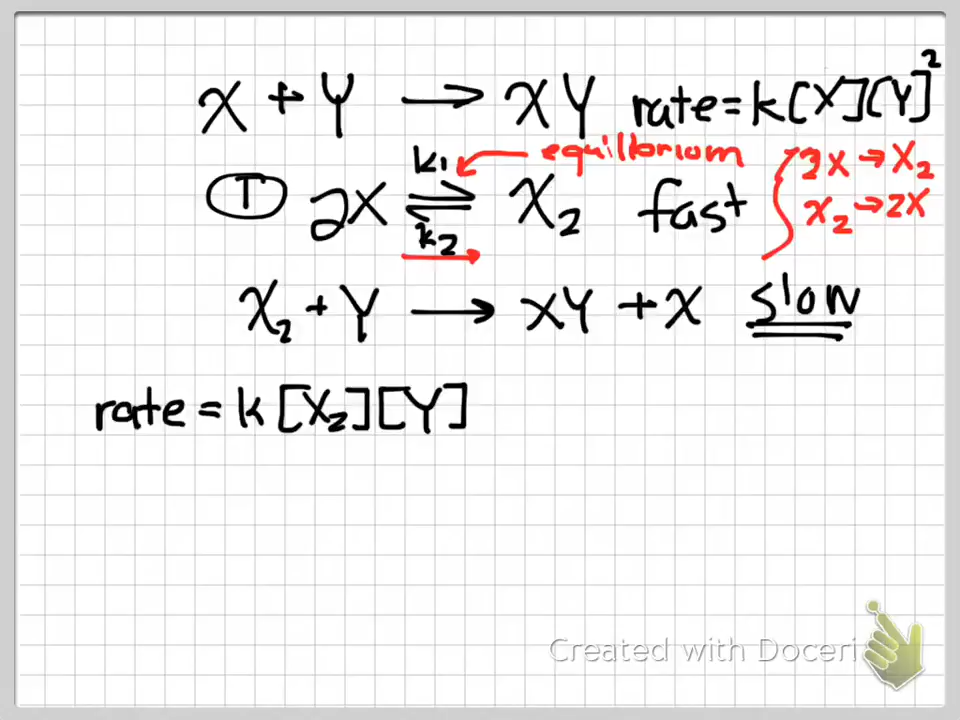 X + Y → XY rate = k[X][Y]²
k₁ ← equilibrium
① 2X ⇌ X₂ fast { 2X → X₂
k₂ X₂ → 2X
X₂ + Y → XY + X slow
rate = k[X₂][Y]
Created with Doceri